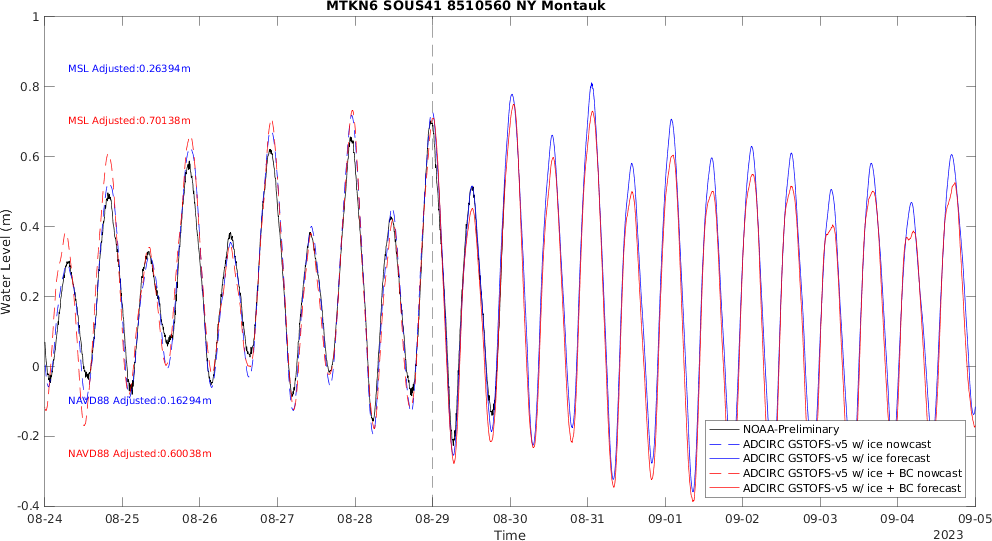 MTKN6 SOUS41 8510560 NY Montauk
1
0.8
0.6
0.4
0.2
0
-0.2
-0.4
Water Level (m)
MSL Adjusted:0.26394m
MSL Adjusted:0.70138m
NAVD88 Adjusted:0.16294m
NAVD88 Adjusted:0.60038m
NOAA-Preliminary
ADCIRC GSTOFS-v5 w/ ice nowcast
ADCIRC GSTOFS-v5 w/ ice forecast
ADCIRC GSTOFS-v5 w/ice + BC nowcast
ADCIRC GSTOFS-v5 w/ice + BC forecast
08-24 08-25 08-26 08-27 08-28 08-29 08-30 08-31 09-01 09-02 09-03 09-04 09-05
Time
2023